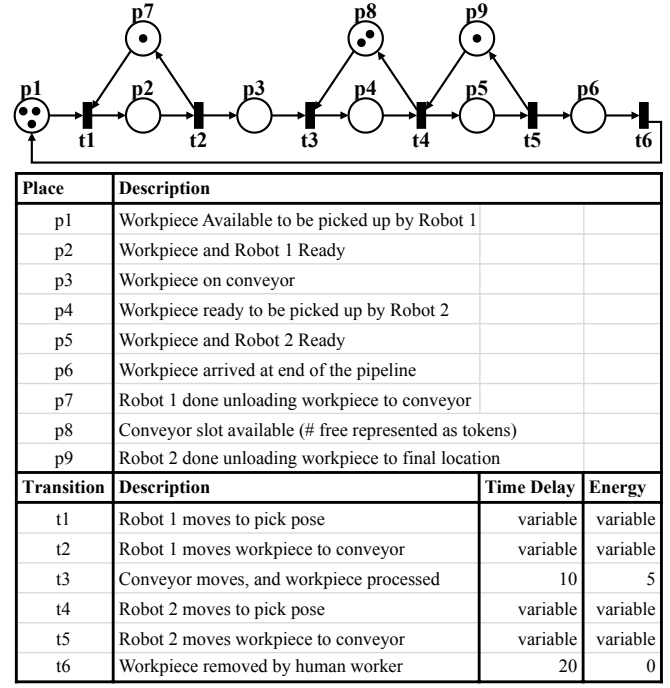 p7 p8 p9
p1 p2 p3 p4 p5 p6
t1 t2 t3 t4 t5 t6
Place Description
p1 Workpiece Available to be picked up by Robot 1
p2 Workpiece and Robot 1 Ready
p3 Workpiece on conveyor
p4 Workpiece ready to be picked up by Robot 2
p5 Workpiece and Robot 2 Ready
p6 Workpiece arrived at end of the pipeline
p7 Robot 1 done unloading workpiece to conveyor
p8 Conveyor slot available (# free represented as tokens)
p9 Robot 2 done unloading workpiece to final location
Transition Description Time Delay Energy
t1 Robot 1 moves to pick pose variable variable
t2 Robot 1 moves workpiece to conveyor variable variable
t3 Conveyor moves, and workpiece processed 10 5
t4 Robot 2 moves to pick pose variable variable
t5 Robot 2 moves workpiece to conveyor variable variable
t6 Workpiece removed by human worker 20 0